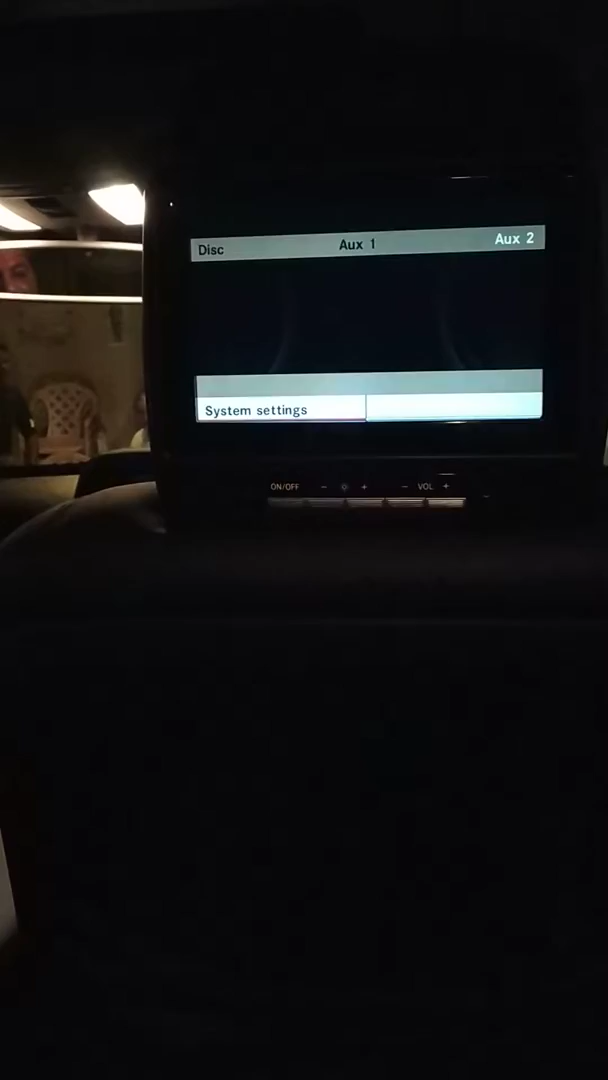 Disc Aux 1 Aux 2
System settings
ON/OFF - + - VOL +